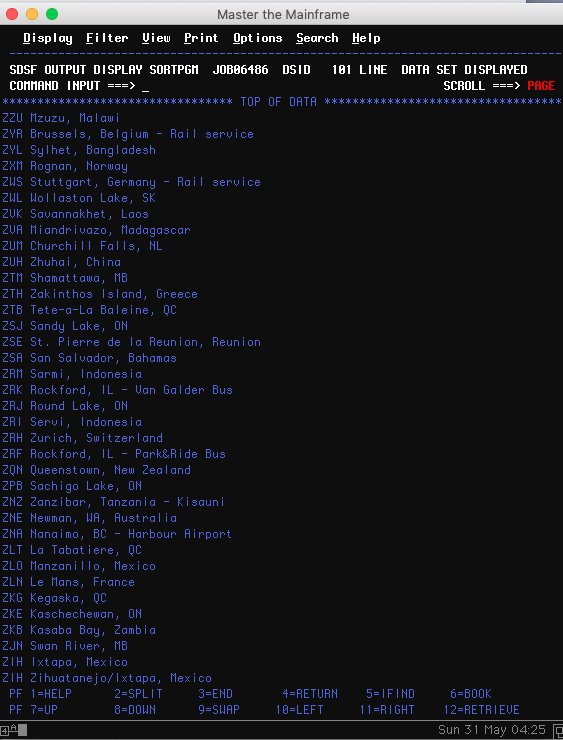 Master the Mainframe
Display Filter View Print Options Search Help
--------------------------------------------------------------------------------
SDSF OUTPUT DISPLAY SORTPGM JOB06486 DSID 101 LINE DATA SET DISPLAYED
COMMAND INPUT ===> _ SCROLL ===> PAGE
********************************* TOP OF DATA **********************************
ZZU Mzuzu, Malawi
ZYR Brussels, Belgium - Rail service
ZYL Sylhet, Bangladesh
ZXM Rognan, Norway
ZWS Stuttgart, Germany - Rail service
ZWL Wollaston Lake, SK
ZVK Savannakhet, Laos
ZVA Miandrivazo, Madagascar
ZUM Churchill Falls, NL
ZUH Zhuhai, China
ZTM Shamattawa, MB
ZTH Zakinthos Island, Greece
ZTB Tete-a-La Baleine, QC
ZSJ Sandy Lake, ON
ZSE St. Pierre de la Reunion, Reunion
ZSA San Salvador, Bahamas
ZRM Sarmi, Indonesia
ZRK Rockford, IL - Van Galder Bus
ZRJ Round Lake, ON
ZRI Servi, Indonesia
ZRH Zurich, Switzerland
ZRF Rockford, IL - Park&Ride Bus
ZQN Queenstown, New Zealand
ZPB Sachigo Lake, ON
ZNZ Zanzibar, Tanzania - Kisauni
ZNE Newman, WA, Australia
ZNA Nanaimo, BC - Harbour Airport
ZLT La Tabatiere, QC
ZLO Manzanillo, Mexico
ZLN Le Mans, France
ZKG Kegaska, QC
ZKE Kaschechewan, ON
ZKB Kasaba Bay, Zambia
ZJN Swan River, MB
ZIH Ixtapa, Mexico
ZIH Zihuatanejo/Ixtapa, Mexico
PF 1=HELP 2=SPLIT 3=END 4=RETURN 5=IFIND 6=BOOK
PF 7=UP 8=DOWN 9=SWAP 10=LEFT 11=RIGHT 12=RETRIEVE
4 A Sun 31 May 04:25